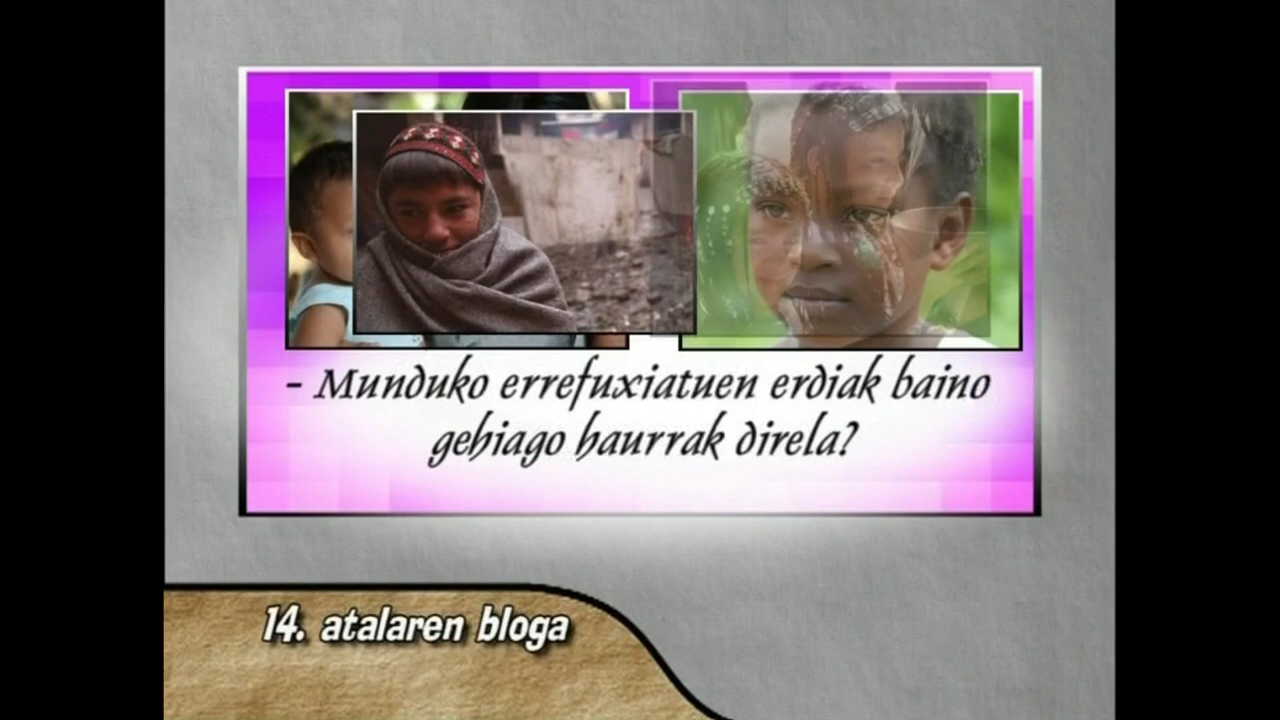 - Munduko errefuxiatuen erdiak baino
gehiago haurrak direla?
14. atalaren bloga